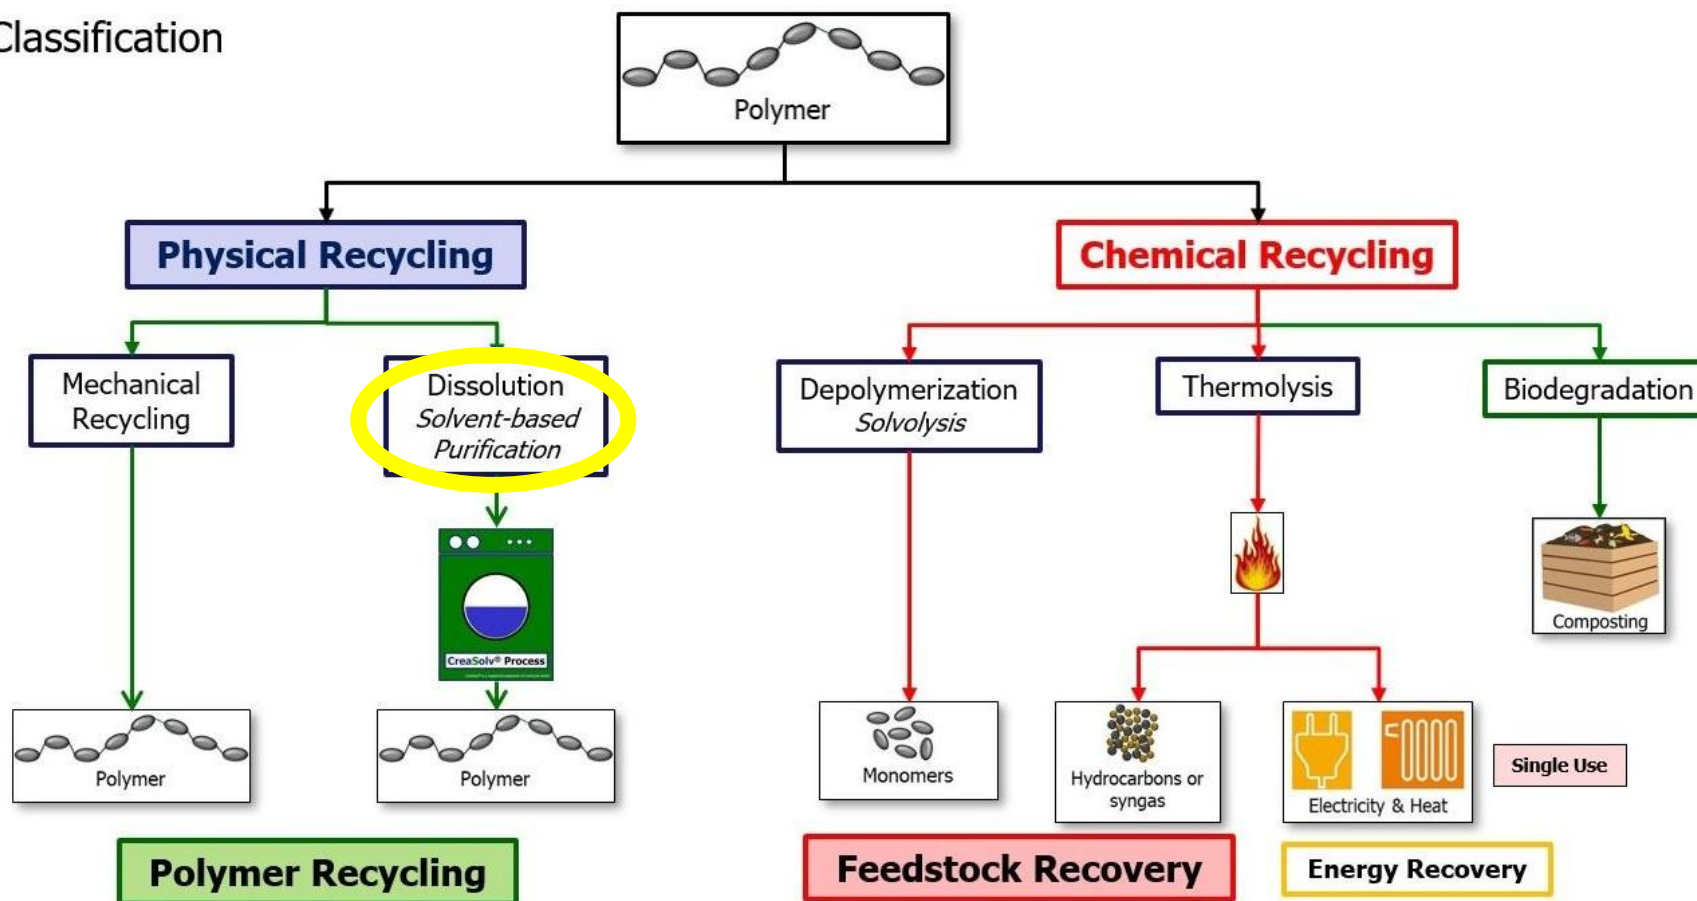 Classification
Polymer
Physical Recycling
Chemical Recycling
Mechanical
Recycling
Dissolution
Solvent-based
Purification
Depolymerization
Solvolysis
Thermolysis
Biodegradation
CreaSolv® Process
Composting
Polymer
Polymer
Monomers
Hydrocarbons or
syngas
Electricity & Heat
Single Use
Polymer Recycling
Feedstock Recovery
Energy Recovery